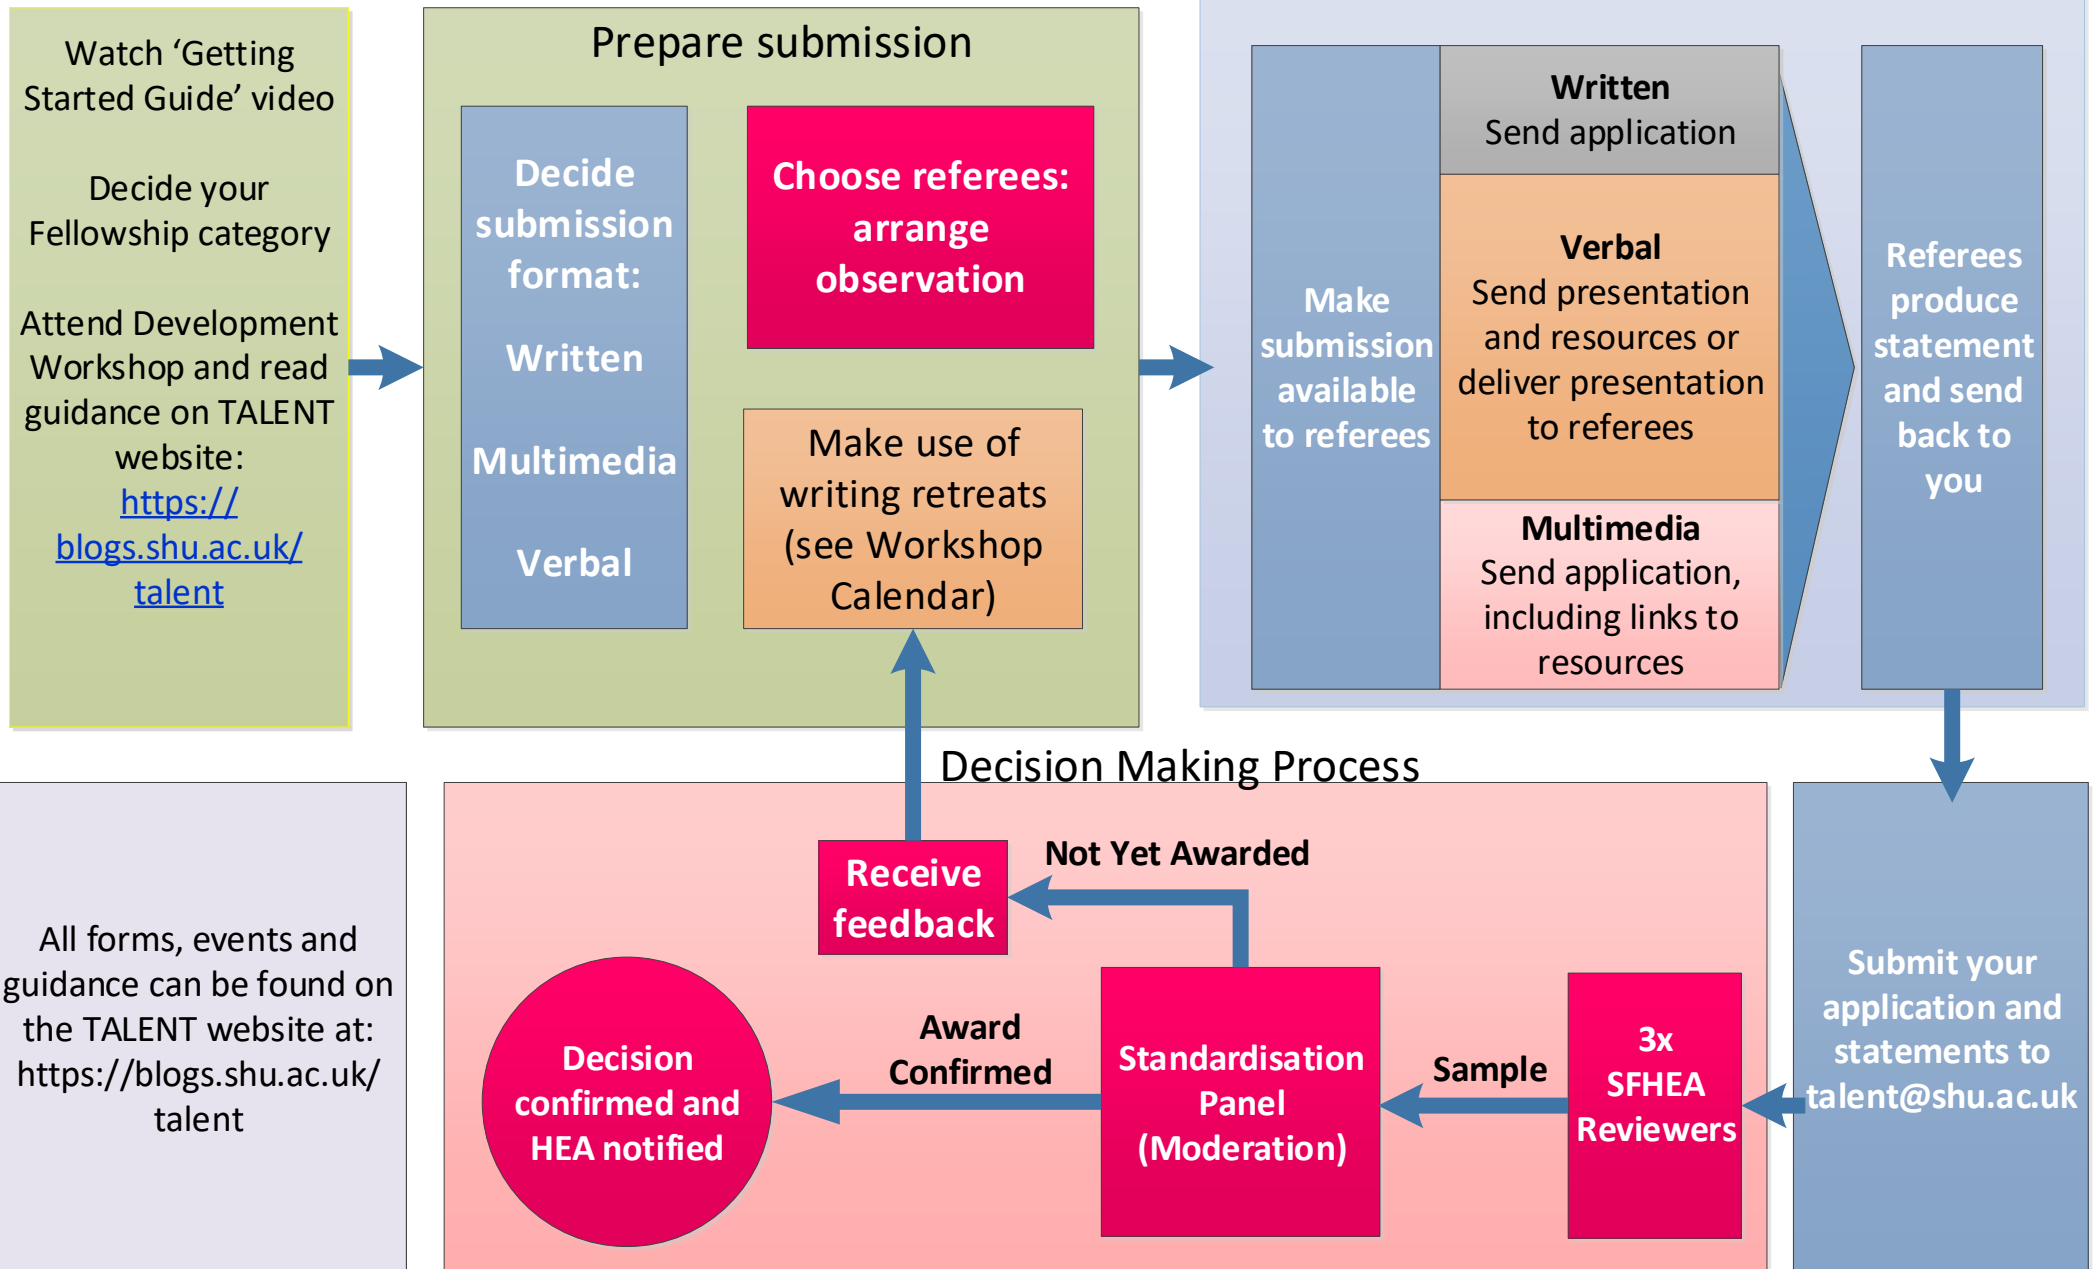 Watch ‘Getting
Started Guide’ video
Decide your
Fellowship category
Attend Development
Workshop and read
guidance on TALENT
website:
https://
blogs.shu.ac.uk/
talent
Prepare submission
Decide
submission
format:
Written
Multimedia
Verbal
Choose referees:
arrange
observation
Make use of
writing retreats
(see Workshop
Calendar)
Make
submission
available
to referees
Written
Send application
Verbal
Send presentation
and resources or
deliver presentation
to referees
Multimedia
Send application,
including links to
resources
Referees
produce
statement
and send
back to
you
Submit your
application and
statements to
talent@shu.ac.uk
Decision Making Process
3x
SFHEA
Reviewers
Sample
Standardisation
Panel
(Moderation)
Not Yet Awarded
Receive
feedback
Award
Confirmed
Decision
confirmed and
HEA notified
All forms, events and
guidance can be found on
the TALENT website at:
https://blogs.shu.ac.uk/
talent